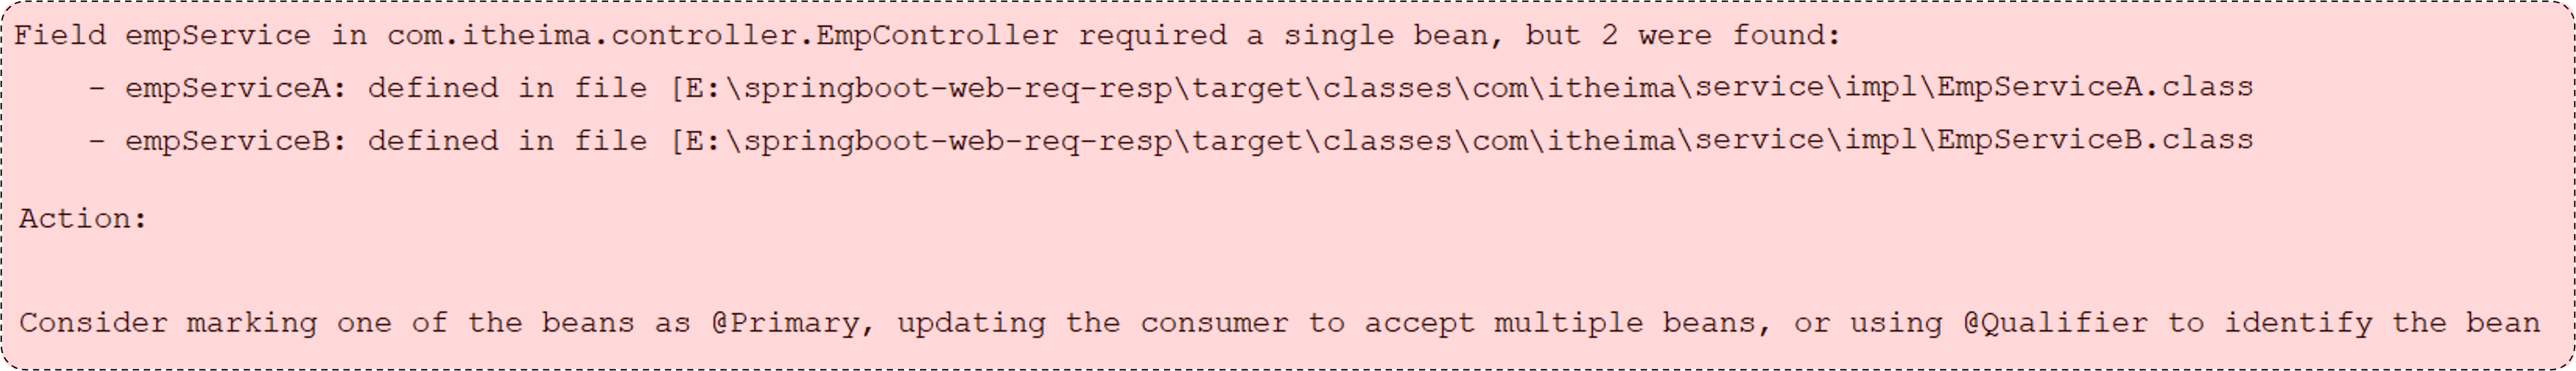 Field empService in com.itheima.controller.EmpController required a single bean, but 2 were found:
- empServiceA: defined in file [E:\springboot-web-req-resp\target\classes\com\itheima\service\impl\EmpServiceA.class
- empServiceB: defined in file [E:\springboot-web-req-resp\target\classes\com\itheima\service\impl\EmpServiceB.class
Action:
Consider marking one of the beans as @Primary, updating the consumer to accept multiple beans, or using @Qualifier to identify the bean